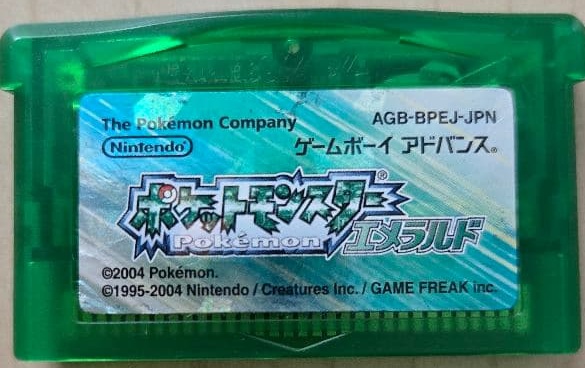 The Pokémon Company
AGB-BPEJ-JPN
Nintendo
ゲームボーイ アドバンス®
ポケットモンスター®
Pokémon
エメラルド
©2004 Pokémon.
©1995-2004 Nintendo / Creatures Inc. / GAME FREAK inc.